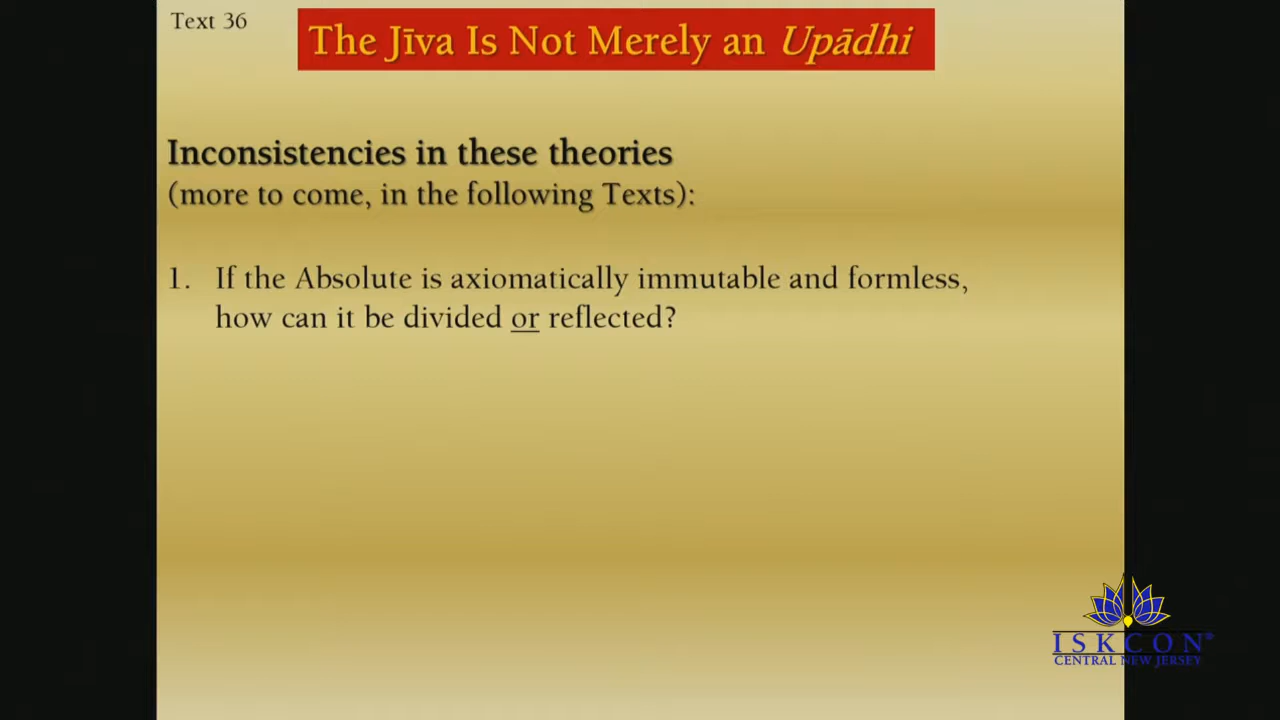 Text 36
The Jīva Is Not Merely an Upādhi
Inconsistencies in these theories
(more to come, in the following Texts):
1. If the Absolute is axiomatically immutable and formless,
how can it be divided or reflected?
ISKCON®
CENTRAL NEW JERSEY